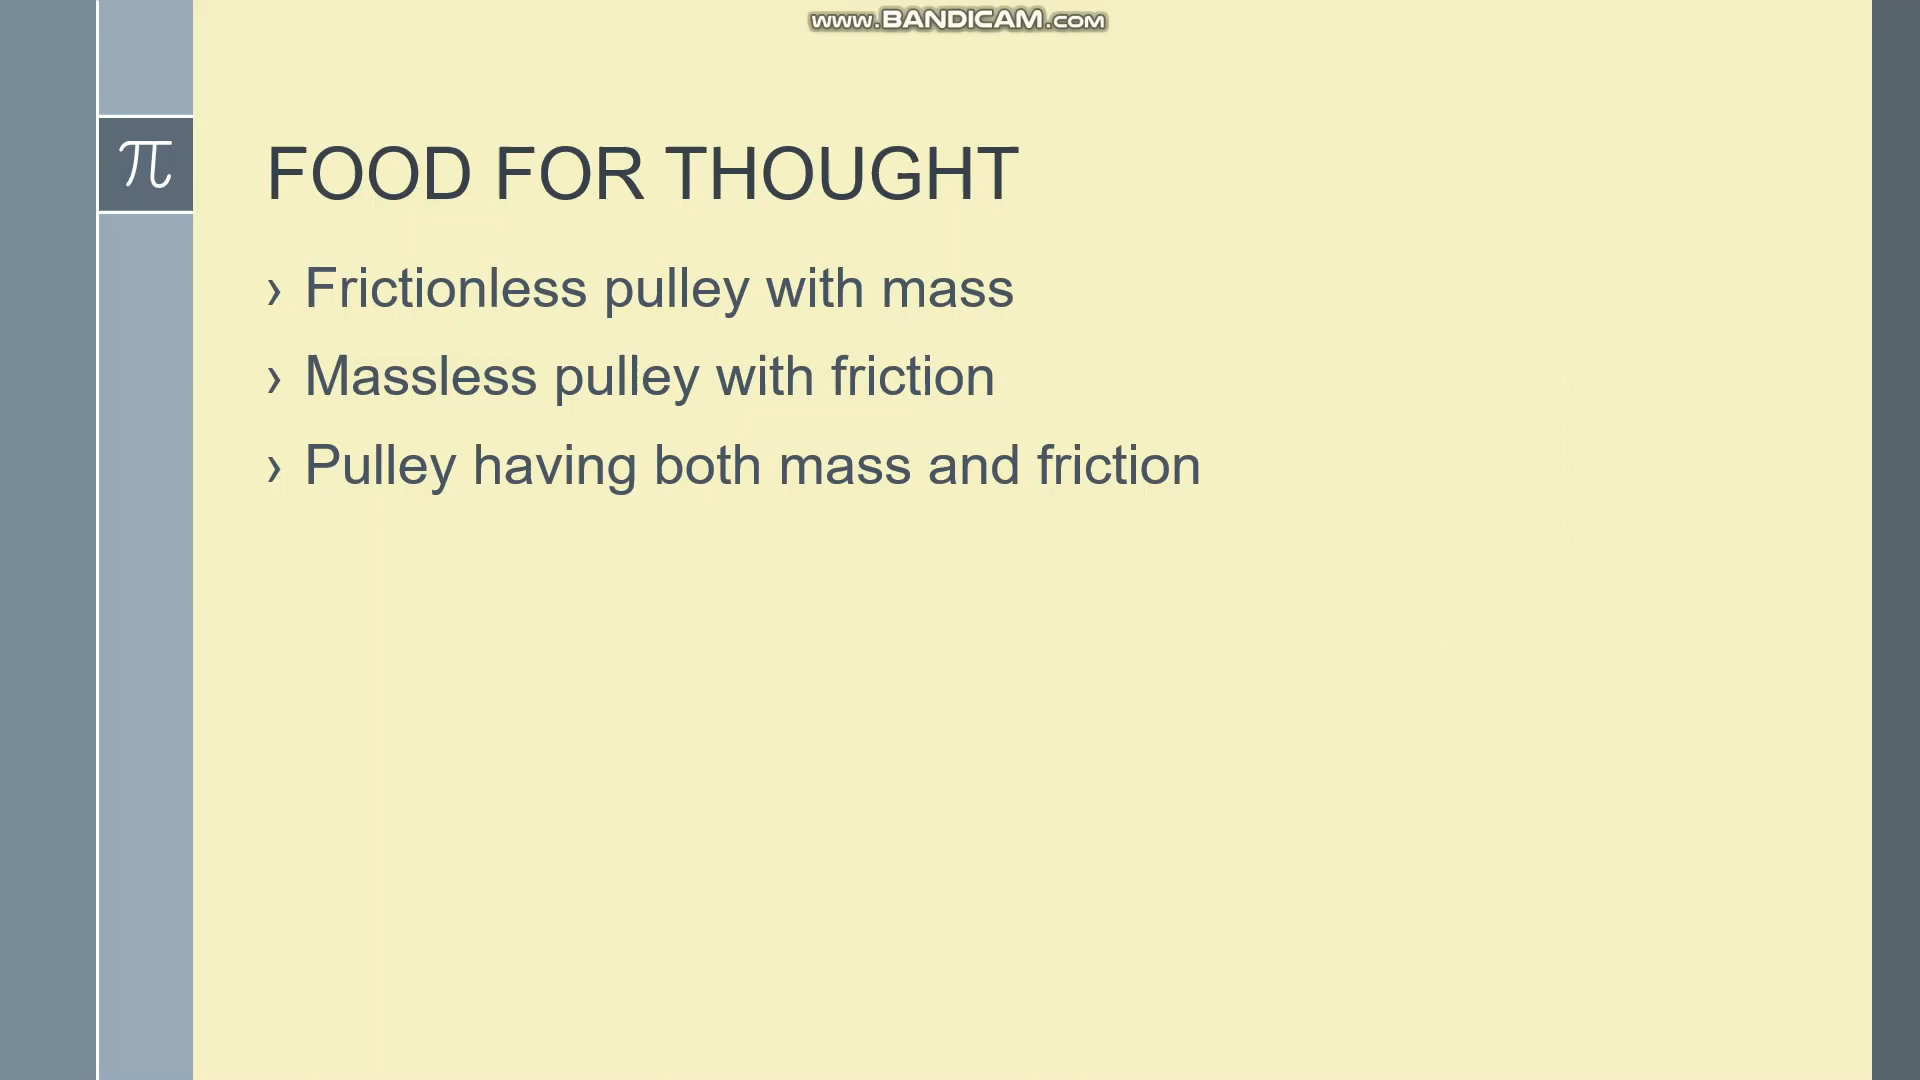 www.BANDICAM.com
π
FOOD FOR THOUGHT
› Frictionless pulley with mass
› Massless pulley with friction
› Pulley having both mass and friction